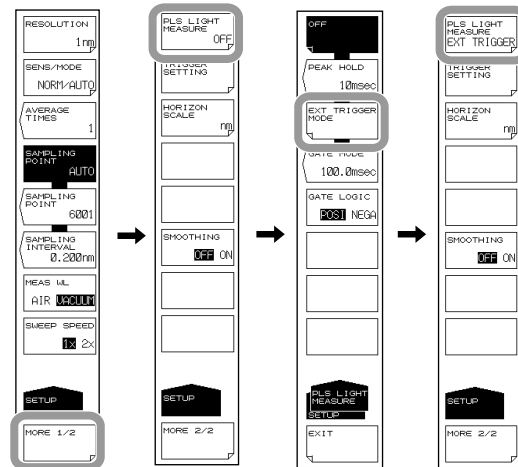 RESOLUTION
1nm
SENS/MODE
NORM/AUTO
AVERAGE
TIMES
1
SAMPLING
POINT
AUTO
SAMPLING
POINT
6001
SAMPLING
INTERVAL
0.200nm
MEAS WL
AIR VACUUM
SWEEP SPEED
1x 2x
SETUP
MORE 1/2
PLS LIGHT
MEASURE
OFF
TRIGGER
SETTING
HORIZON
SCALE
nm
SMOOTHING
OFF ON
SETUP
MORE 2/2
OFF
PEAK HOLD
10msec
EXT TRIGGER
MODE
GATE MODE
100.0msec
GATE LOGIC
POSI NEGA
PLS LIGHT
MEASURE
SETUP
EXIT
PLS LIGHT
MEASURE
EXT TRIGGER
TRIGGER
SETTING
HORIZON
SCALE
nm
SMOOTHING
OFF ON
SETUP
MORE 2/2